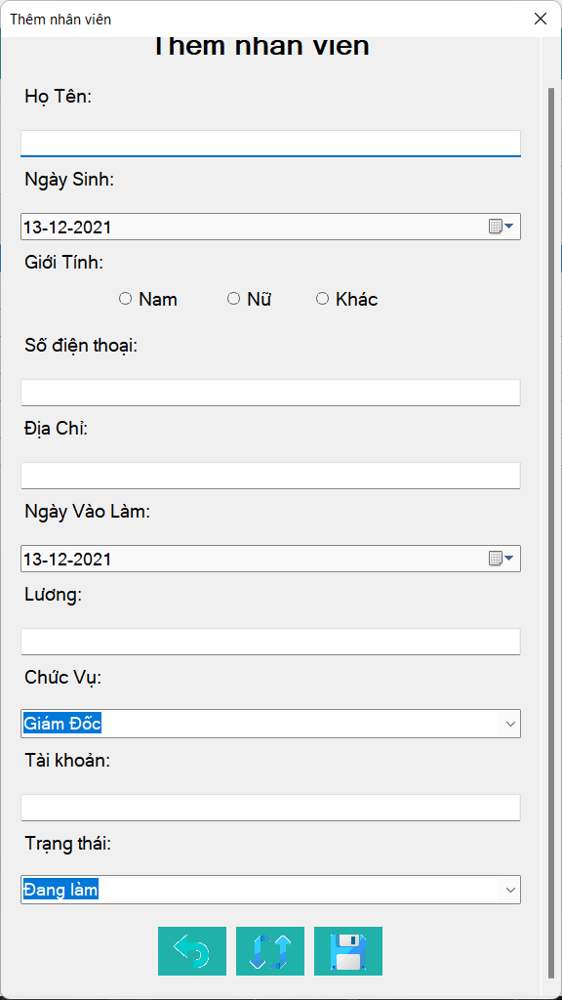 Thêm nhân viên
Thêm nhân viên
Họ Tên:
Ngày Sinh:
13-12-2021
Giới Tính:
Nam Nữ Khác
Số điện thoại:
Địa Chỉ:
Ngày Vào Làm:
13-12-2021
Lương:
Chức Vụ:
Giám Đốc
Tài khoản:
Trạng thái:
Đang làm